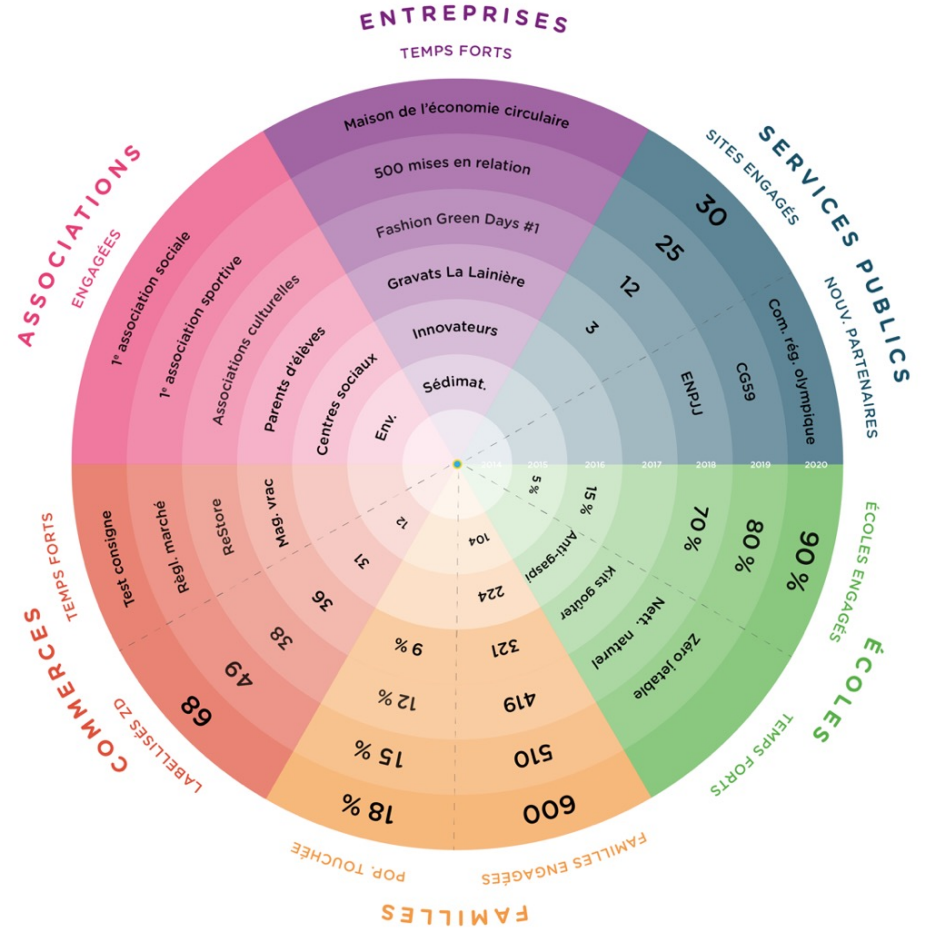 ENTREPRISES
TEMPS FORTS
Maison de l'économie circulaire
500 mises en relation
Fashion Green Days #1
Gravats La Lainière
Innovateurs
Sédimat.
SERVICES PUBLICS
SITES ENGAGÉS
30
25
12
3
NOUV. PARTENAIRES
Com. rég. olympique
CG59
ENPJJ
2014
2015
2016
2017
2018
2019
2020
ÉCOLES
ÉCOLES ENGAGÉS
90 %
80 %
70 %
15 %
5 %
TEMPS FORTS
Zéro jetable
Nett. naturel
Kits goûter
Anti-gaspi
FAMILLES
FAMILLES ENGAGÉES
600
510
419
321
224
104
POP. TOUCHÉE
18 %
15 %
12 %
9 %
COMMERCES
LABELLISÉS ZD
68
49
38
36
31
12
TEMPS FORTS
Test consigne
Règl. marché
ReStore
Mag. vrac
ASSOCIATIONS
ENGAGÉES
1e association sociale
1e association sportive
Associations culturelles
Parents d'élèves
Centres sociaux
Env.